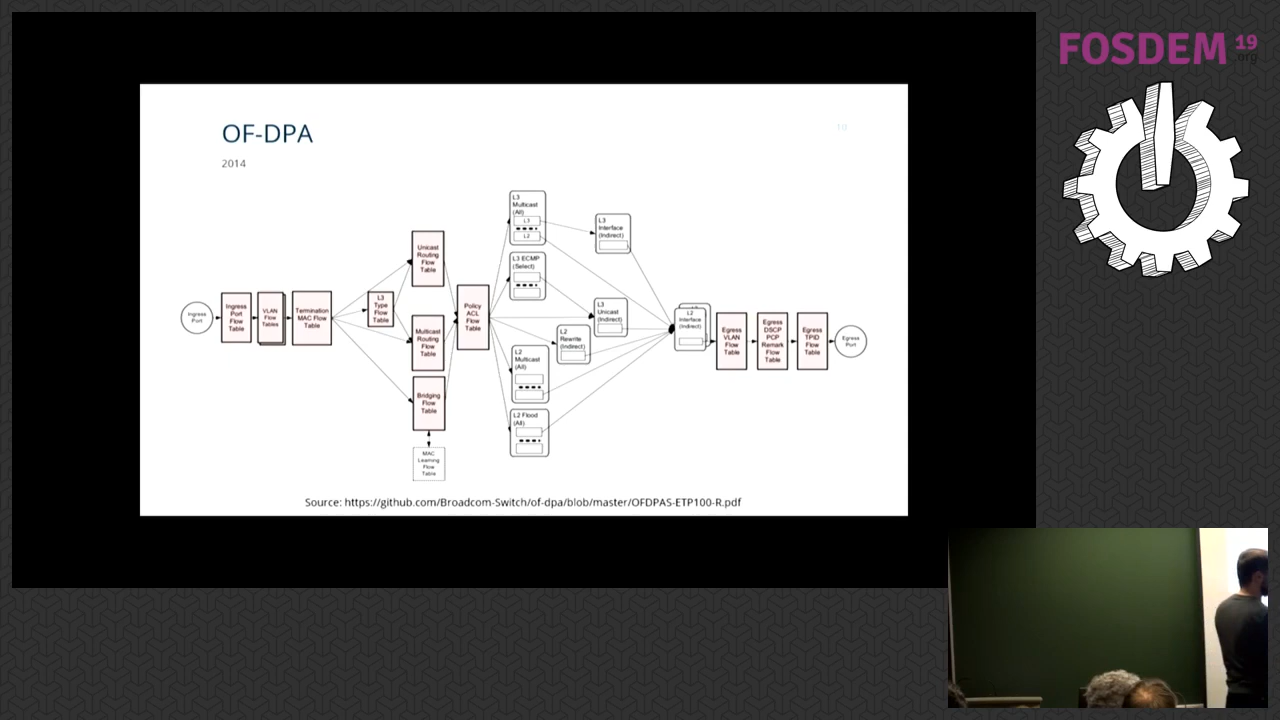 FOSDEM 19
.org
OF-DPA
10
2014
Ingress
Port
Ingress
Port
Flow
Table
VLAN
Flow
Tables
Termination
MAC Flow
Table
L3
Type
Flow
Table
Unicast
Routing
Flow
Table
Multicast
Routing
Flow
Table
Bridging
Flow
Table
MAC
Learning
Flow
Table
Policy
ACL
Flow
Table
L3
Multicast
(All)
L3
L2
L3 ECMP
(Select)
L2
Multicast
(All)
L2 Flood
(All)
L3
Interface
(Indirect)
L3
Unicast
(Indirect)
L2
Rewrite
(Indirect)
L2
Interface
(Indirect)
Egress
VLAN
Flow
Table
Egress
DSCP
PCP
Remark
Flow
Table
Egress
TPID
Flow
Table
Egress
Port
Source: https://github.com/Broadcom-Switch/of-dpa/blob/master/OFDPAS-ETP100-R.pdf